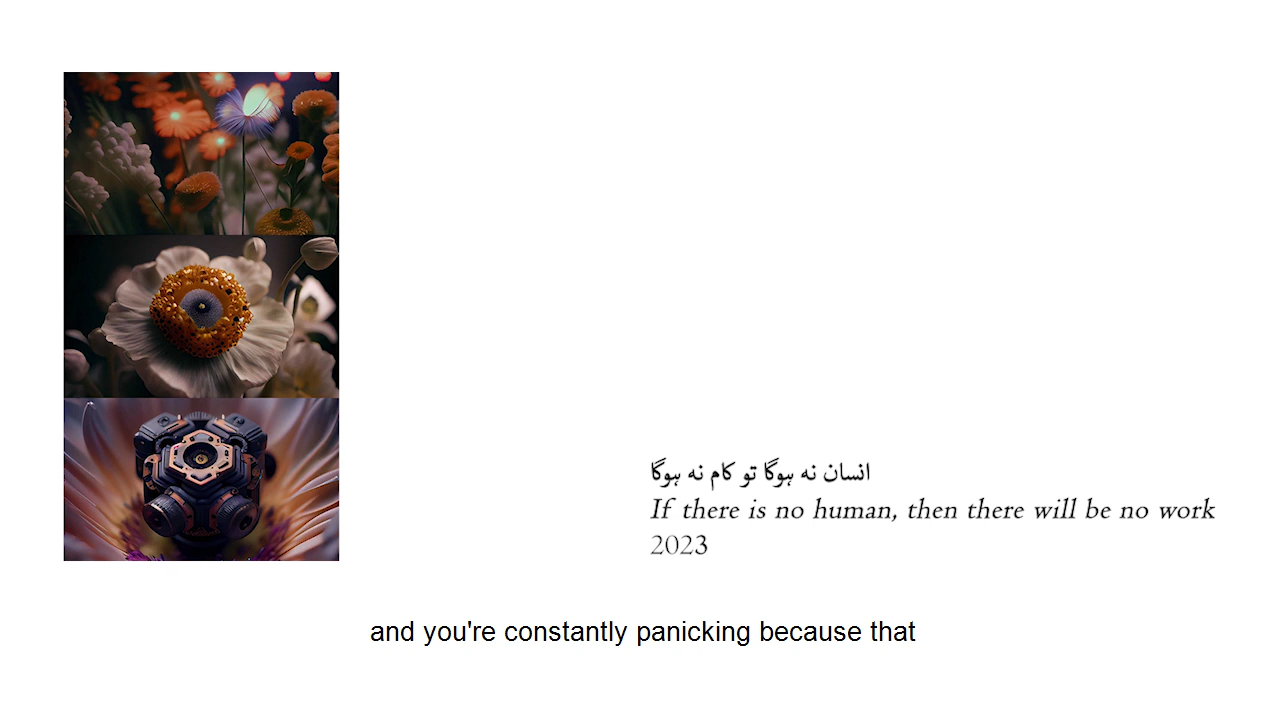 انسان نہ ہوگا تو کام نہ ہوگا
If there is no human, then there will be no work
2023
and you're constantly panicking because that